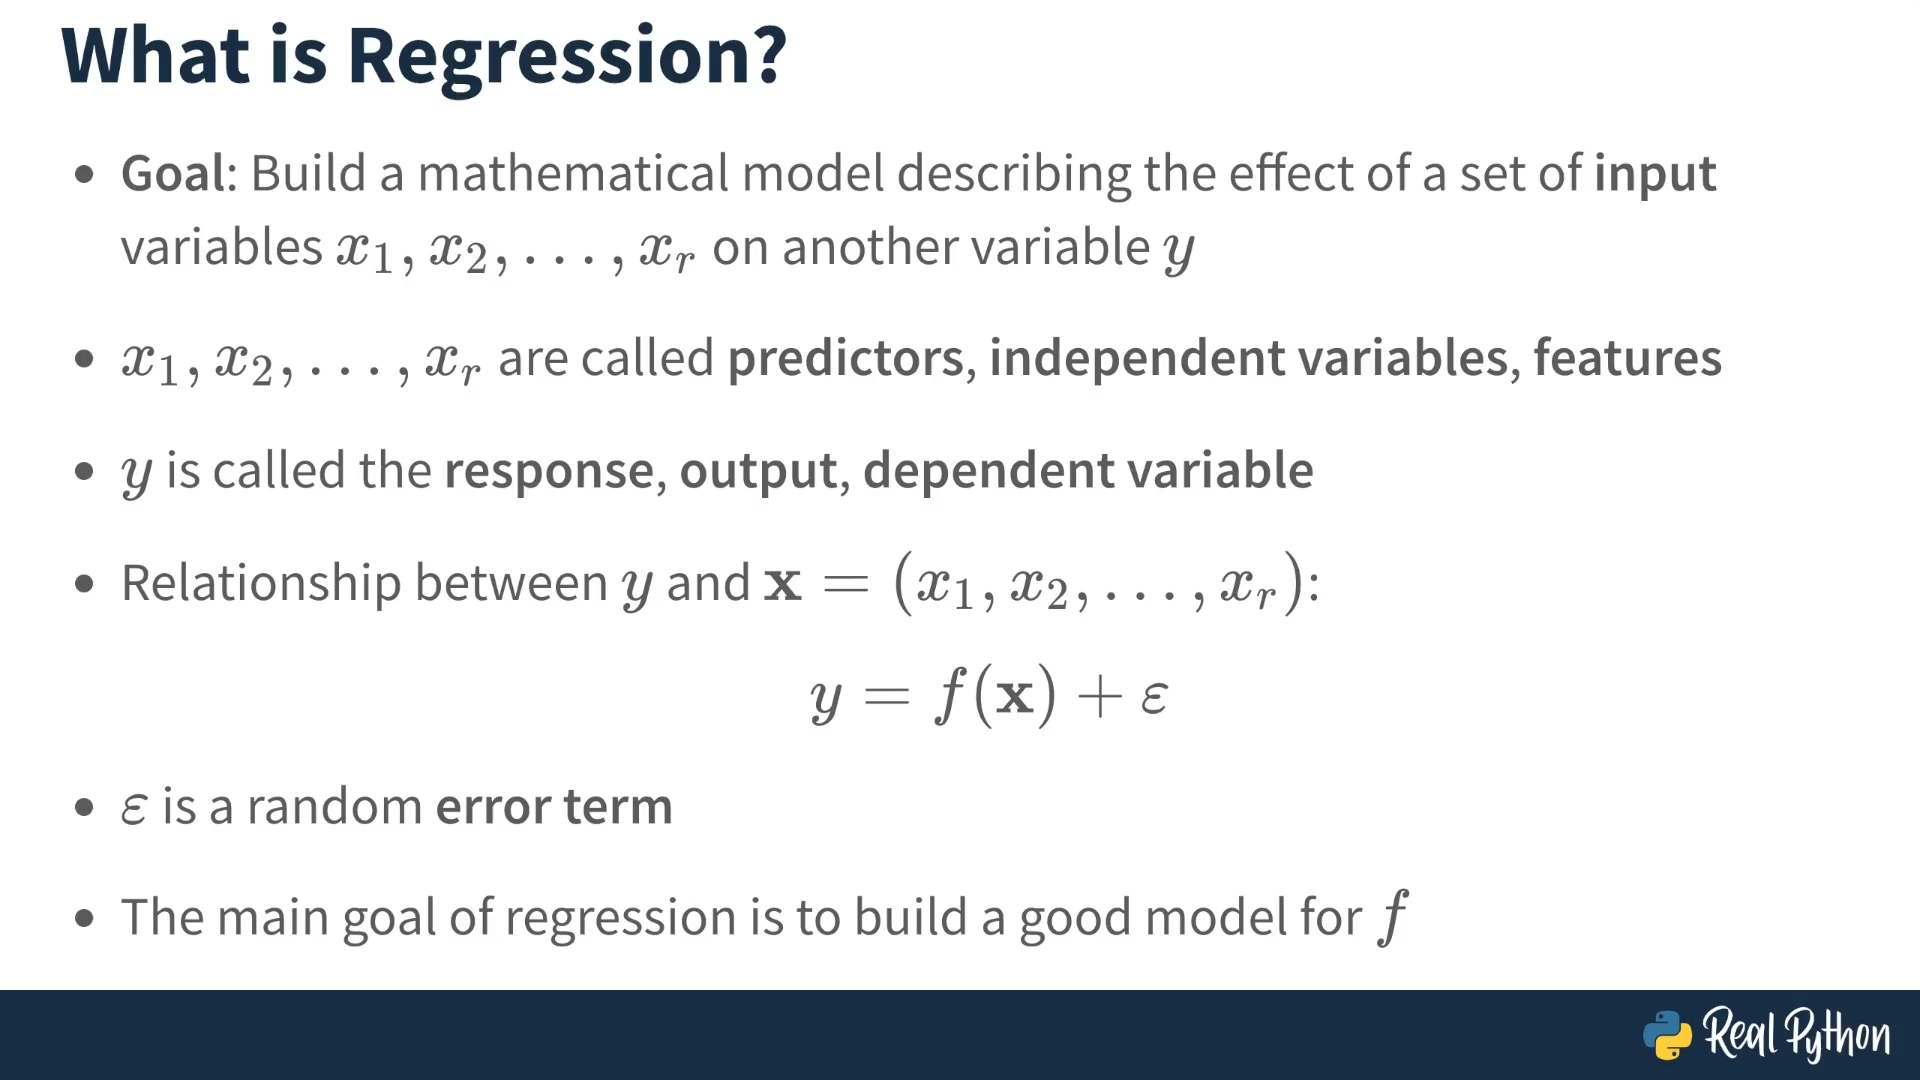 What is Regression?
• Goal: Build a mathematical model describing the effect of a set of input
variables x₁, x₂, . . . , xᵣ on another variable y
• x₁, x₂, . . . , xᵣ are called predictors, independent variables, features
• y is called the response, output, dependent variable
• Relationship between y and 𝐱 = (x₁, x₂, . . . , xᵣ):
y = f(𝐱) + ε
• ε is a random error term
• The main goal of regression is to build a good model for f
Real Python